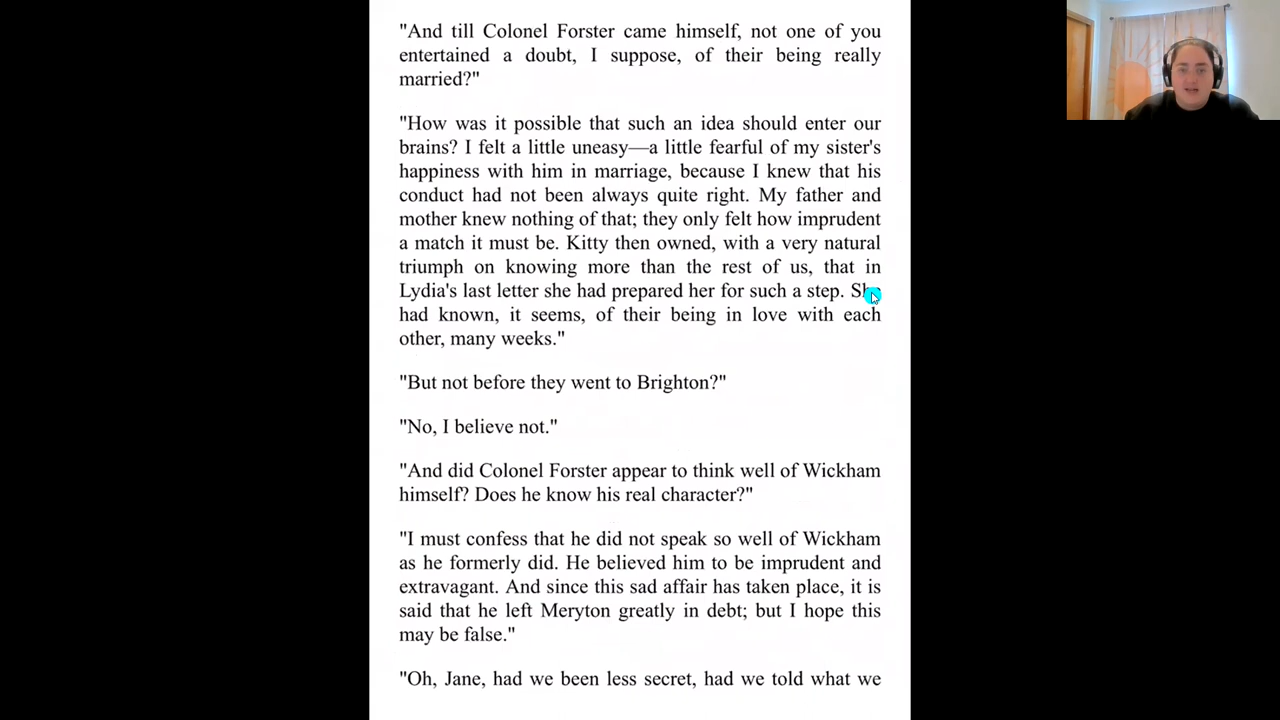 "And till Colonel Forster came himself, not one of you
entertained a doubt, I suppose, of their being really
married?"
"How was it possible that such an idea should enter our
brains? I felt a little uneasy—a little fearful of my sister's
happiness with him in marriage, because I knew that his
conduct had not been always quite right. My father and
mother knew nothing of that; they only felt how imprudent
a match it must be. Kitty then owned, with a very natural
triumph on knowing more than the rest of us, that in
Lydia's last letter she had prepared her for such a step. She
had known, it seems, of their being in love with each
other, many weeks."
"But not before they went to Brighton?"
"No, I believe not."
"And did Colonel Forster appear to think well of Wickham
himself? Does he know his real character?"
"I must confess that he did not speak so well of Wickham
as he formerly did. He believed him to be imprudent and
extravagant. And since this sad affair has taken place, it is
said that he left Meryton greatly in debt; but I hope this
may be false."
"Oh, Jane, had we been less secret, had we told what we